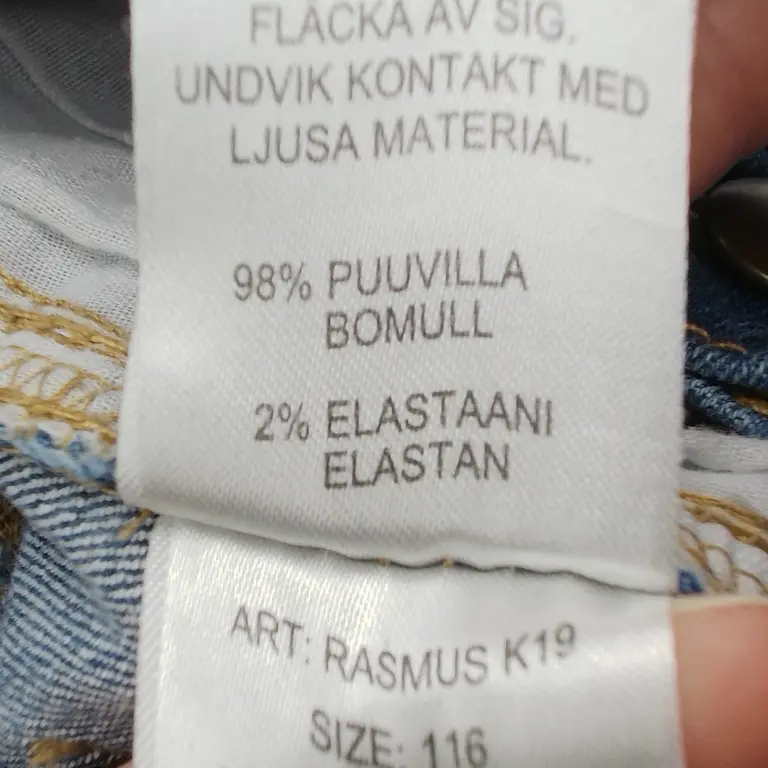 FLÄCKA AV SIG.
UNDVIK KONTAKT MED
LJUSA MATERIAL.
98% PUUVILLA
BOMULL
2% ELASTAANI
ELASTAN
ART: RASMUS K19
SIZE: 116